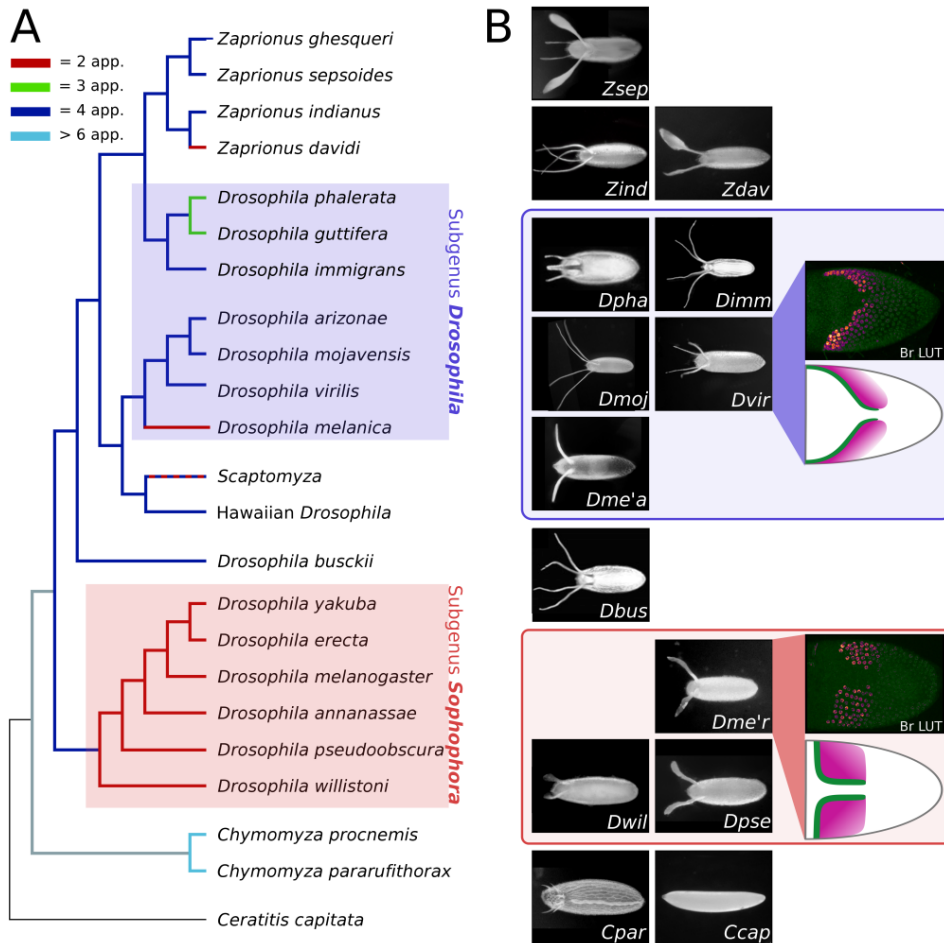 A
= 2 app.
= 3 app.
= 4 app.
> 6 app.
Zaprionus ghesqueri
Zaprionus sepsoides
Zaprionus indianus
Zaprionus davidi
Drosophila phalerata
Drosophila guttifera
Drosophila immigrans
Drosophila arizonae
Drosophila mojavensis
Drosophila virilis
Drosophila melanica
Subgenus Drosophila
Scaptomyza
Hawaiian Drosophila
Drosophila busckii
Drosophila yakuba
Drosophila erecta
Drosophila melanogaster
Drosophila annanassae
Drosophila pseudoobscura
Drosophila willistoni
Subgenus Sophophora
Chymomyza procnemis
Chymomyza pararufithorax
Ceratitis capitata
B
Zsep
Zind
Zdav
Dpha
Dimm
Br LUT
Dmoj
Dvir
Dme'a
Dbus
Dme'r
Br LUT
Dwil
Dpse
Cpar
Ccap